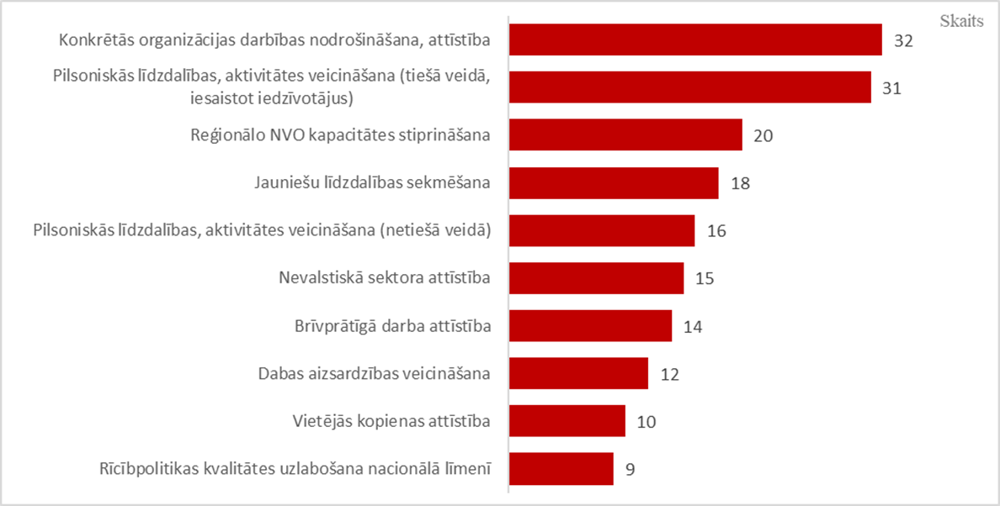 Skaits
Konkrētās organizācijas darbības nodrošināšana, attīstība
32
Pilsoniskās līdzdalības, aktivitātes veicināšana (tiešā veidā,
iesaistot iedzīvotājus)
31
Reģionālo NVO kapacitātes stiprināšana
20
Jauniešu līdzdalības sekmēšana
18
Pilsoniskās līdzdalības, aktivitātes veicināšana (netiešā veidā)
16
Nevalstiskā sektora attīstība
15
Brīvprātīgā darba attīstība
14
Dabas aizsardzības veicināšana
12
Vietējās kopienas attīstība
10
Rīcībpolitikas kvalitātes uzlabošana nacionālā līmenī
9